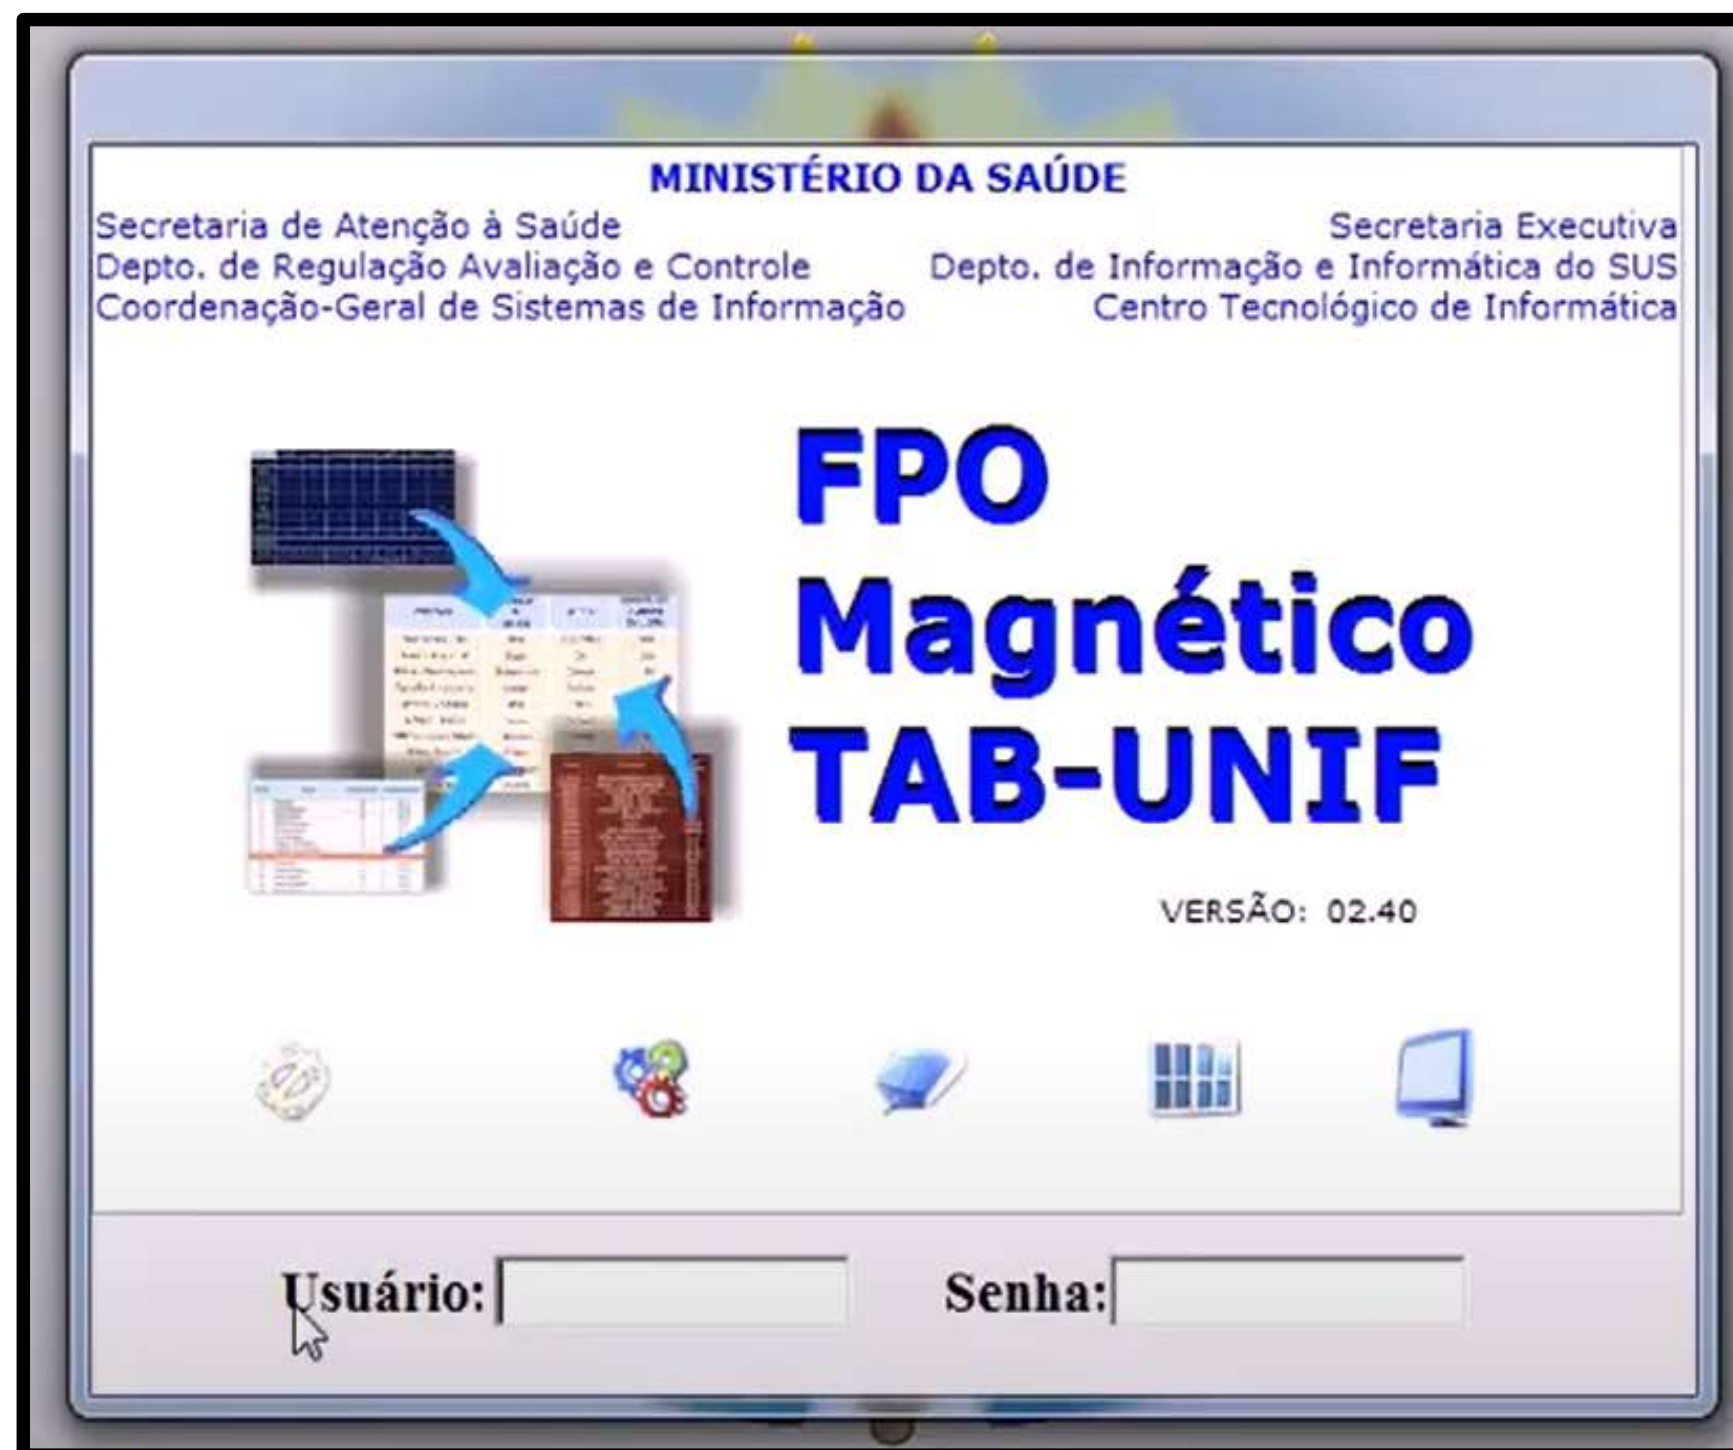 MINISTÉRIO DA SAÚDE
Secretaria de Atenção à Saúde
Depto. de Regulação Avaliação e Controle
Coordenação-Geral de Sistemas de Informação
Secretaria Executiva
Depto. de Informação e Informática do SUS
Centro Tecnológico de Informática
FPO
Magnético
TAB-UNIF
VERSÃO: 02.40
Usuário:
Senha: